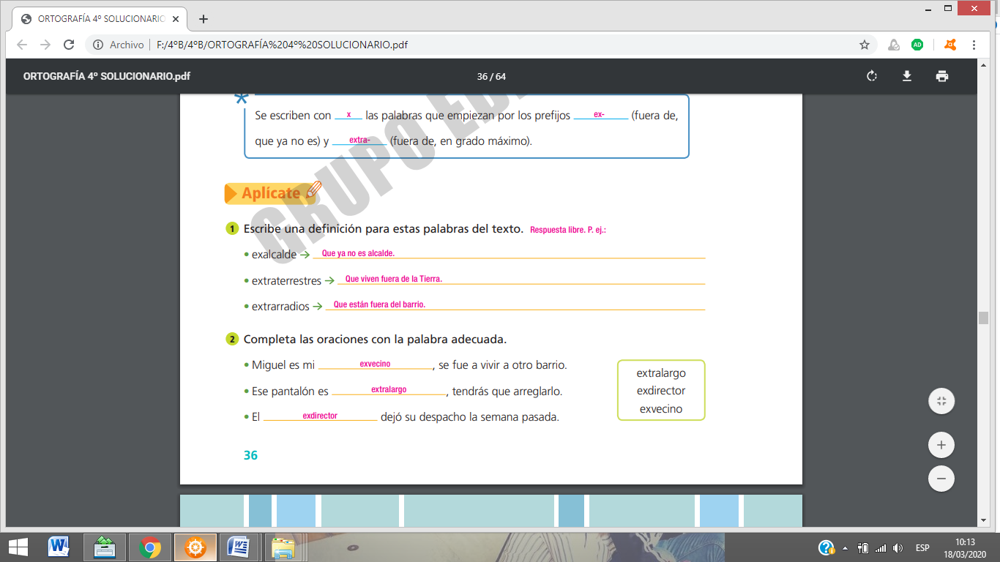 ORTOGRAFÍA 4º SOLUCIONARIO
Archivo F:/4ºB/4ºB/ORTOGRAFÍA%204º%20SOLUCIONARIO.pdf
AD
ORTOGRAFÍA 4º SOLUCIONARIO.pdf 36 / 64
Se escriben con x las palabras que empiezan por los prefijos ex- (fuera de,
que ya no es) y extra- (fuera de, en grado máximo).
GRUPO
Aplícate
1 Escribe una definición para estas palabras del texto. Respuesta libre. P. ej.:
• exalcalde → Que ya no es alcalde.
• extraterrestres → Que viven fuera de la Tierra.
• extrarradios → Que están fuera del barrio.
2 Completa las oraciones con la palabra adecuada.
• Miguel es mi exvecino, se fue a vivir a otro barrio.
• Ese pantalón es extralargo, tendrás que arreglarlo.
• El exdirector dejó su despacho la semana pasada.
extralargo
exdirector
exvecino
36
ESP
10:13
18/03/2020